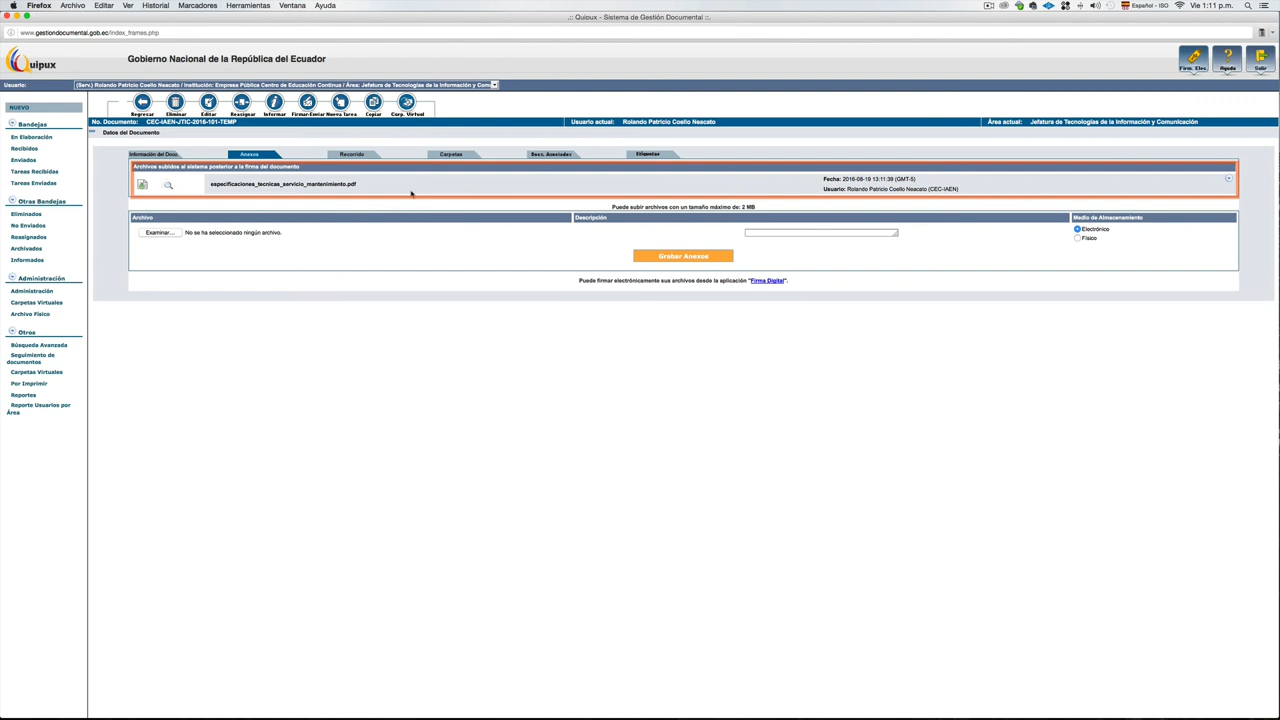 Firefox Archivo Editar Ver Historial Marcadores Herramientas Ventana Ayuda
Español - ISO Vie 1:11 p.m.
.:: Quipux - Sistema de Gestión Documental ::.
www.gestiondocumental.gob.ec/index_frames.php
Quipux
Gobierno Nacional de la República del Ecuador
Firm. Elec. Ayuda Salir
Usuario: (Serv.) Rolando Patricio Coello Neacato / Institución: Empresa Pública Centro de Educación Continua / Área: Jefatura de Tecnologías de la Información y Com
NUEVO
Bandejas
En Elaboración
Recibidos
Enviados
Tareas Recibidas
Tareas Enviadas
Otras Bandejas
Eliminados
No Enviados
Reasignados
Archivados
Informados
Administración
Administración
Carpetas Virtuales
Archivo Físico
Otros
Búsqueda Avanzada
Seguimiento de
documentos
Carpetas Virtuales
Por Imprimir
Reportes
Reporte Usuarios por
Área
Regresar Eliminar Editar Reasignar Informar Firmar-Enviar Nueva Tarea Copiar Carp. Virtual
No. Documento: CEC-IAEN-JTIC-2016-101-TEMP Usuario actual: Rolando Patricio Coello Neacato Área actual: Jefatura de Tecnologías de la Información y Comunicación
Datos del Documento
Información del Docu. Anexos Recorrido Carpetas Docs. Asociados Etiquetas
Archivos subidos al sistema posterior a la firma del documento
especificaciones_tecnicas_servicio_mantenimiento.pdf
Fecha: 2016-08-19 13:11:39 (GMT-5)
Usuario: Rolando Patricio Coello Neacato (CEC-IAEN)
Puede subir archivos con un tamaño máximo de: 2 MB
Archivo Descripción Medio de Almacenamiento
Examinar... No se ha seleccionado ningún archivo.
Electrónico
Físico
Grabar Anexos
Puede firmar electrónicamente sus archivos desde la aplicación "Firma Digital".